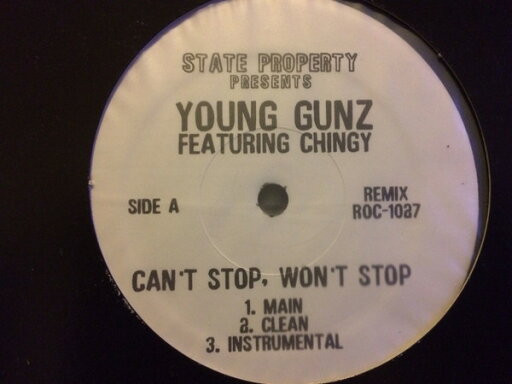 STATE PROPERTY
PRESENTS
YOUNG GUNZ
FEATURING CHINGY
SIDE A
REMIX
ROC-1027
CAN'T STOP, WON'T STOP
1. MAIN
2. CLEAN
3. INSTRUMENTAL